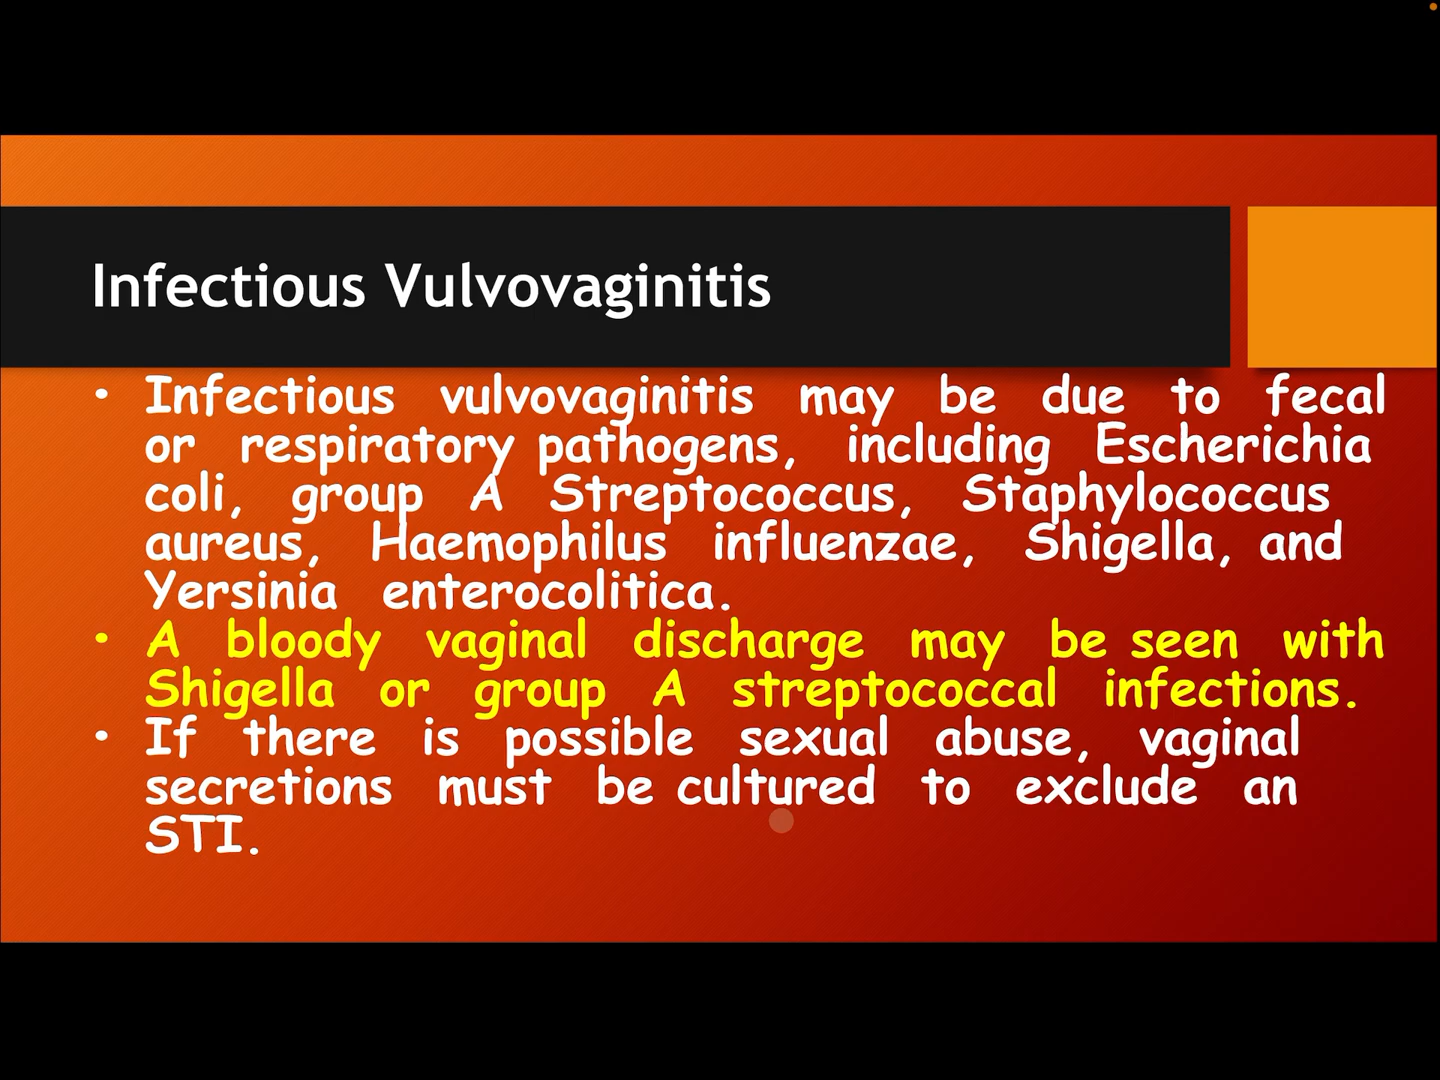 Infectious Vulvovaginitis
• Infectious vulvovaginitis may be due to fecal
or respiratory pathogens, including Escherichia
coli, group A Streptococcus, Staphylococcus
aureus, Haemophilus influenzae, Shigella, and
Yersinia enterocolitica.
• A bloody vaginal discharge may be seen with
Shigella or group A streptococcal infections.
• If there is possible sexual abuse, vaginal
secretions must be cultured to exclude an
STI.